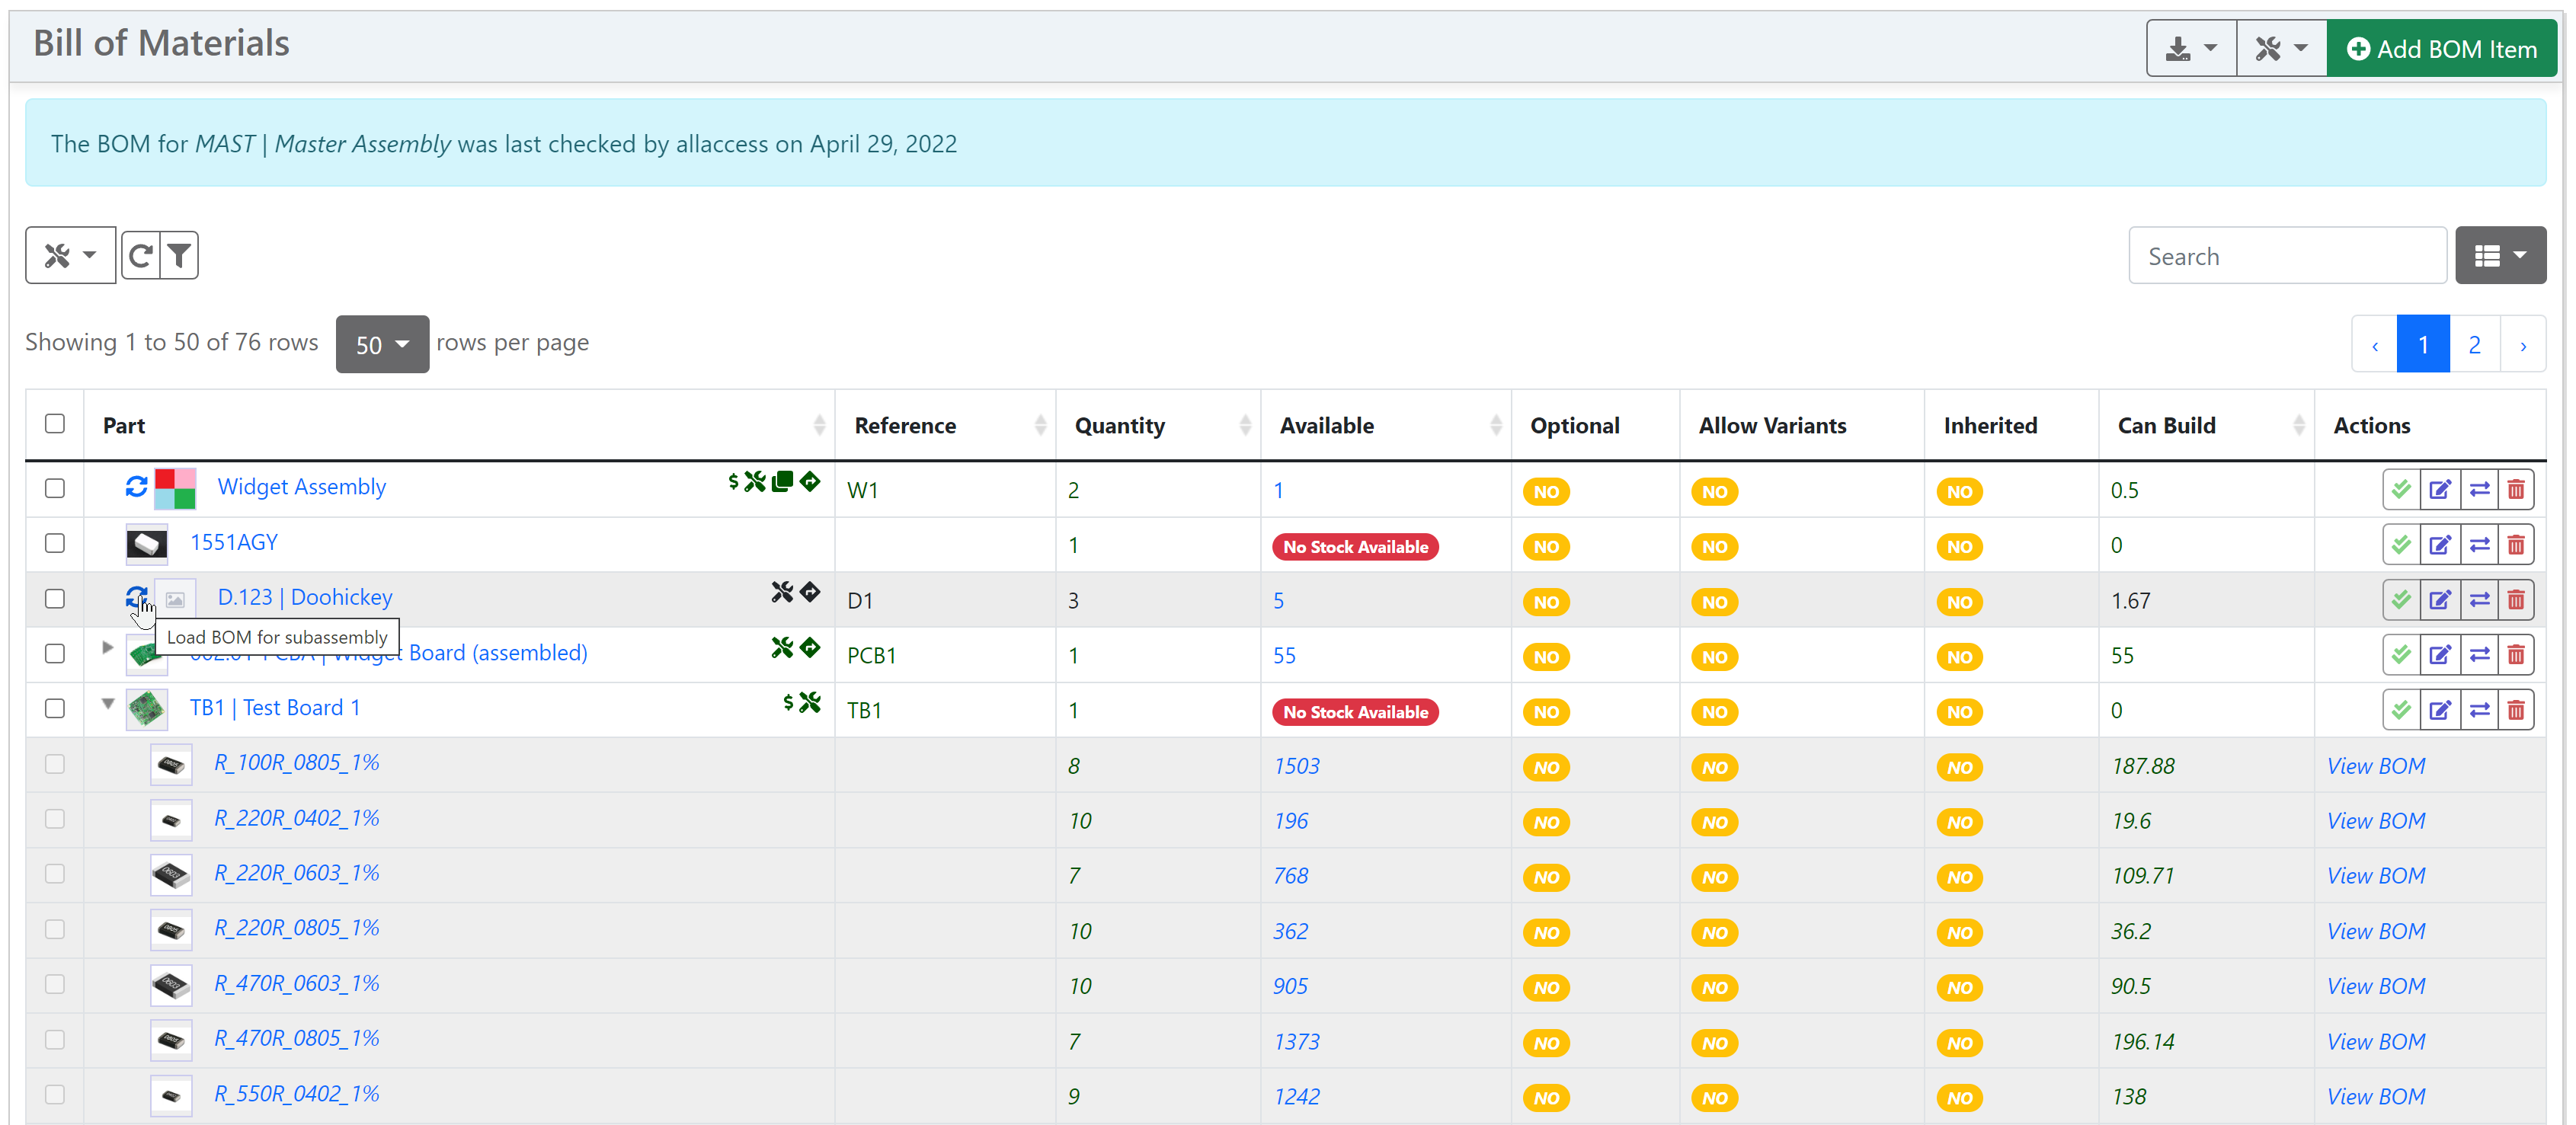 Bill of Materials
Add BOM Item
The BOM for MAST | Master Assembly was last checked by allaccess on April 29, 2022
Search
Showing 1 to 50 of 76 rows 50 rows per page
‹ 1 2 ›
Part Reference Quantity Available Optional Allow Variants Inherited Can Build Actions
Widget Assembly $ W1 2 1 NO NO NO 0.5
1551AGY 1 No Stock Available NO NO NO 0
D.123 | Doohickey D1 3 5 NO NO NO 1.67
Load BOM for subassembly
Board (assembled) PCB1 1 55 NO NO NO 55
TB1 | Test Board 1 $ TB1 1 No Stock Available NO NO NO 0
R_100R_0805_1% 8 1503 NO NO NO 187.88 View BOM
R_220R_0402_1% 10 196 NO NO NO 19.6 View BOM
R_220R_0603_1% 7 768 NO NO NO 109.71 View BOM
R_220R_0805_1% 10 362 NO NO NO 36.2 View BOM
R_470R_0603_1% 10 905 NO NO NO 90.5 View BOM
R_470R_0805_1% 7 1373 NO NO NO 196.14 View BOM
R_550R_0402_1% 9 1242 NO NO NO 138 View BOM